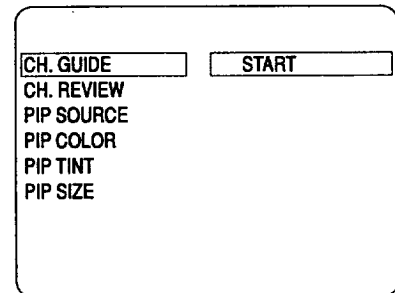 CH. GUIDE START
CH. REVIEW
PIP SOURCE
PIP COLOR
PIP TINT
PIP SIZE